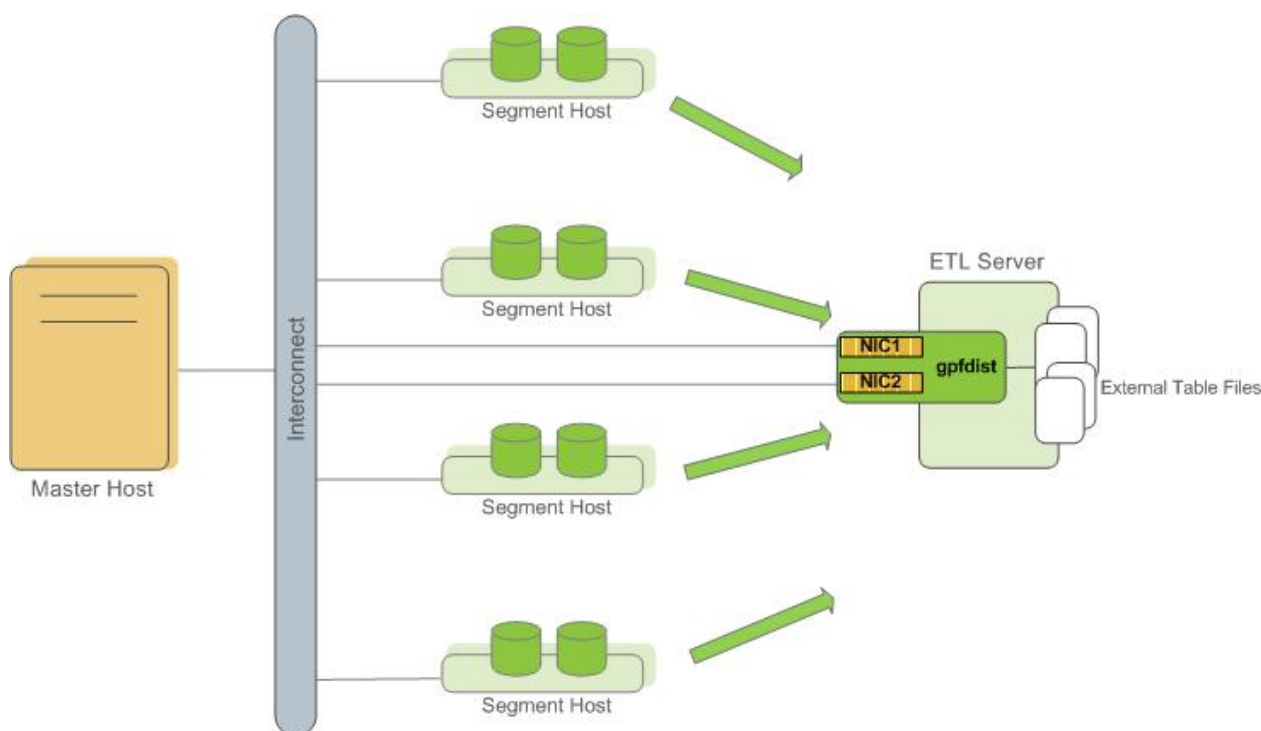 Segment Host
Segment Host
ETL Server
Interconnect
NIC1
gpfdist
NIC2
External Table Files
Master Host
Segment Host
Segment Host